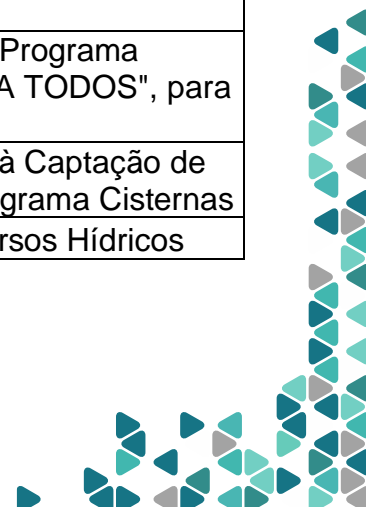 Programa
A TODOS", para
à Captação de
grama Cisternas
rsos Hídricos